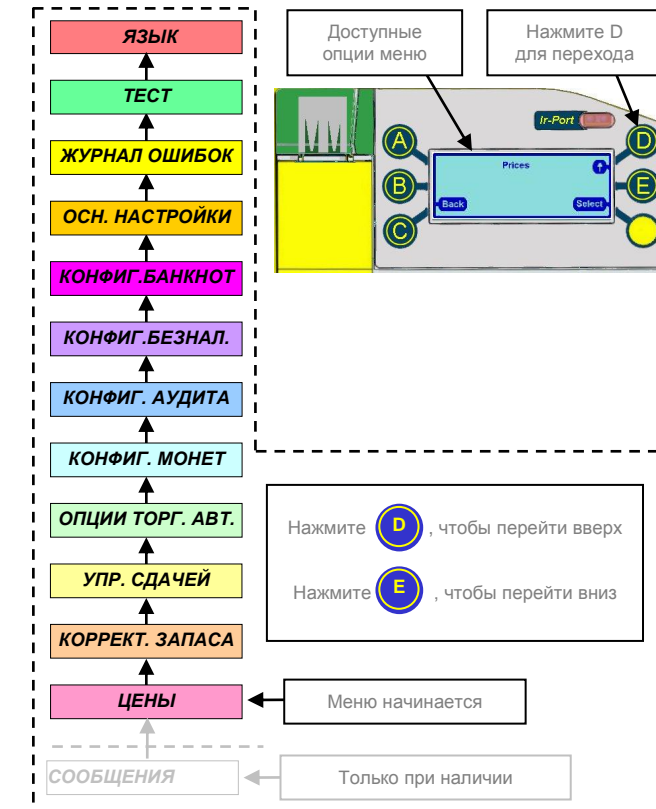 ЯЗЫК
ТЕСТ
ЖУРНАЛ ОШИБОК
ОСН. НАСТРОЙКИ
КОНФИГ.БАНКНОТ
КОНФИГ.БЕЗНАЛ.
КОНФИГ. АУДИТА
КОНФИГ. МОНЕТ
ОПЦИИ ТОРГ. АВТ.
УПР. СДАЧЕЙ
КОРРЕКТ. ЗАПАСА
ЦЕНЫ
СООБЩЕНИЯ
Доступные
опции меню
Нажмите D
для перехода
Ir-Port
A
B
C
D
E
Prices
Back
Select
Нажмите D , чтобы перейти вверх
Нажмите E , чтобы перейти вниз
Меню начинается
Только при наличии